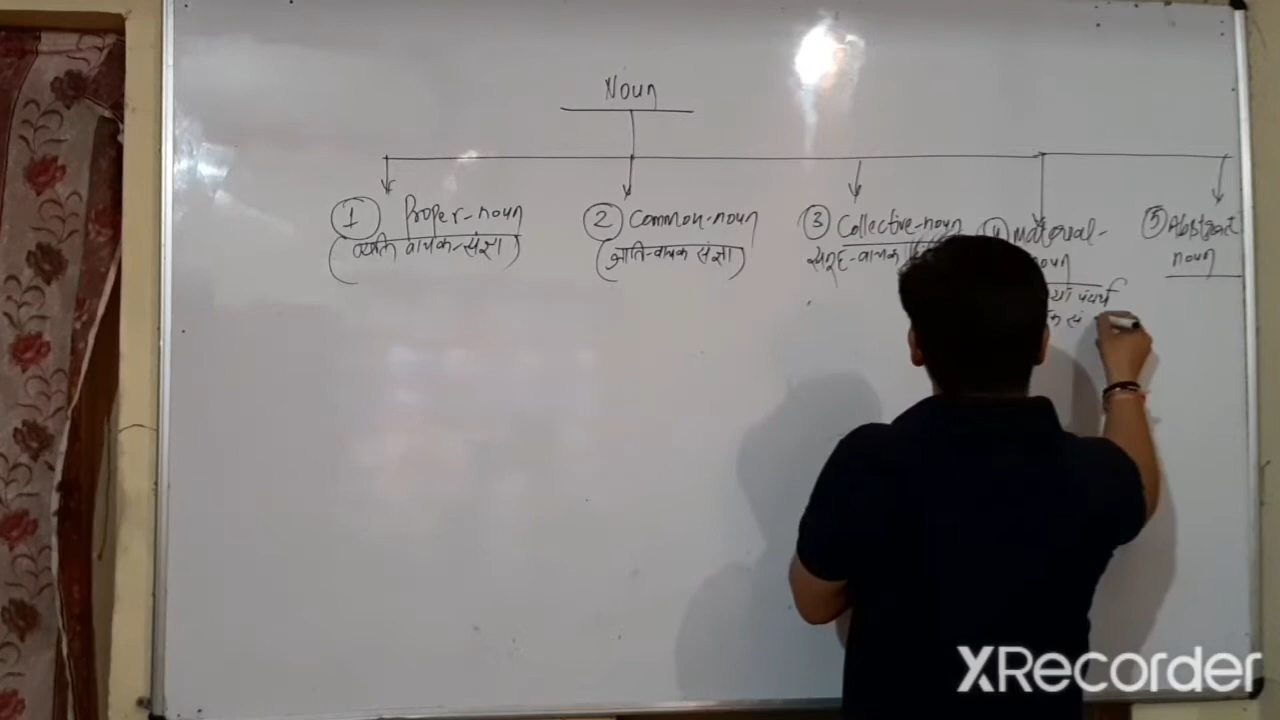 Noun
① Proper-noun
(व्यक्ति वाचक-संज्ञा)
② Common-noun
(जाति-वाचक संज्ञा)
③ Collective-noun
समूह-वाचक
④ Material-
noun
पदार्थ
सं
⑤ Abstract
noun
XRecorder